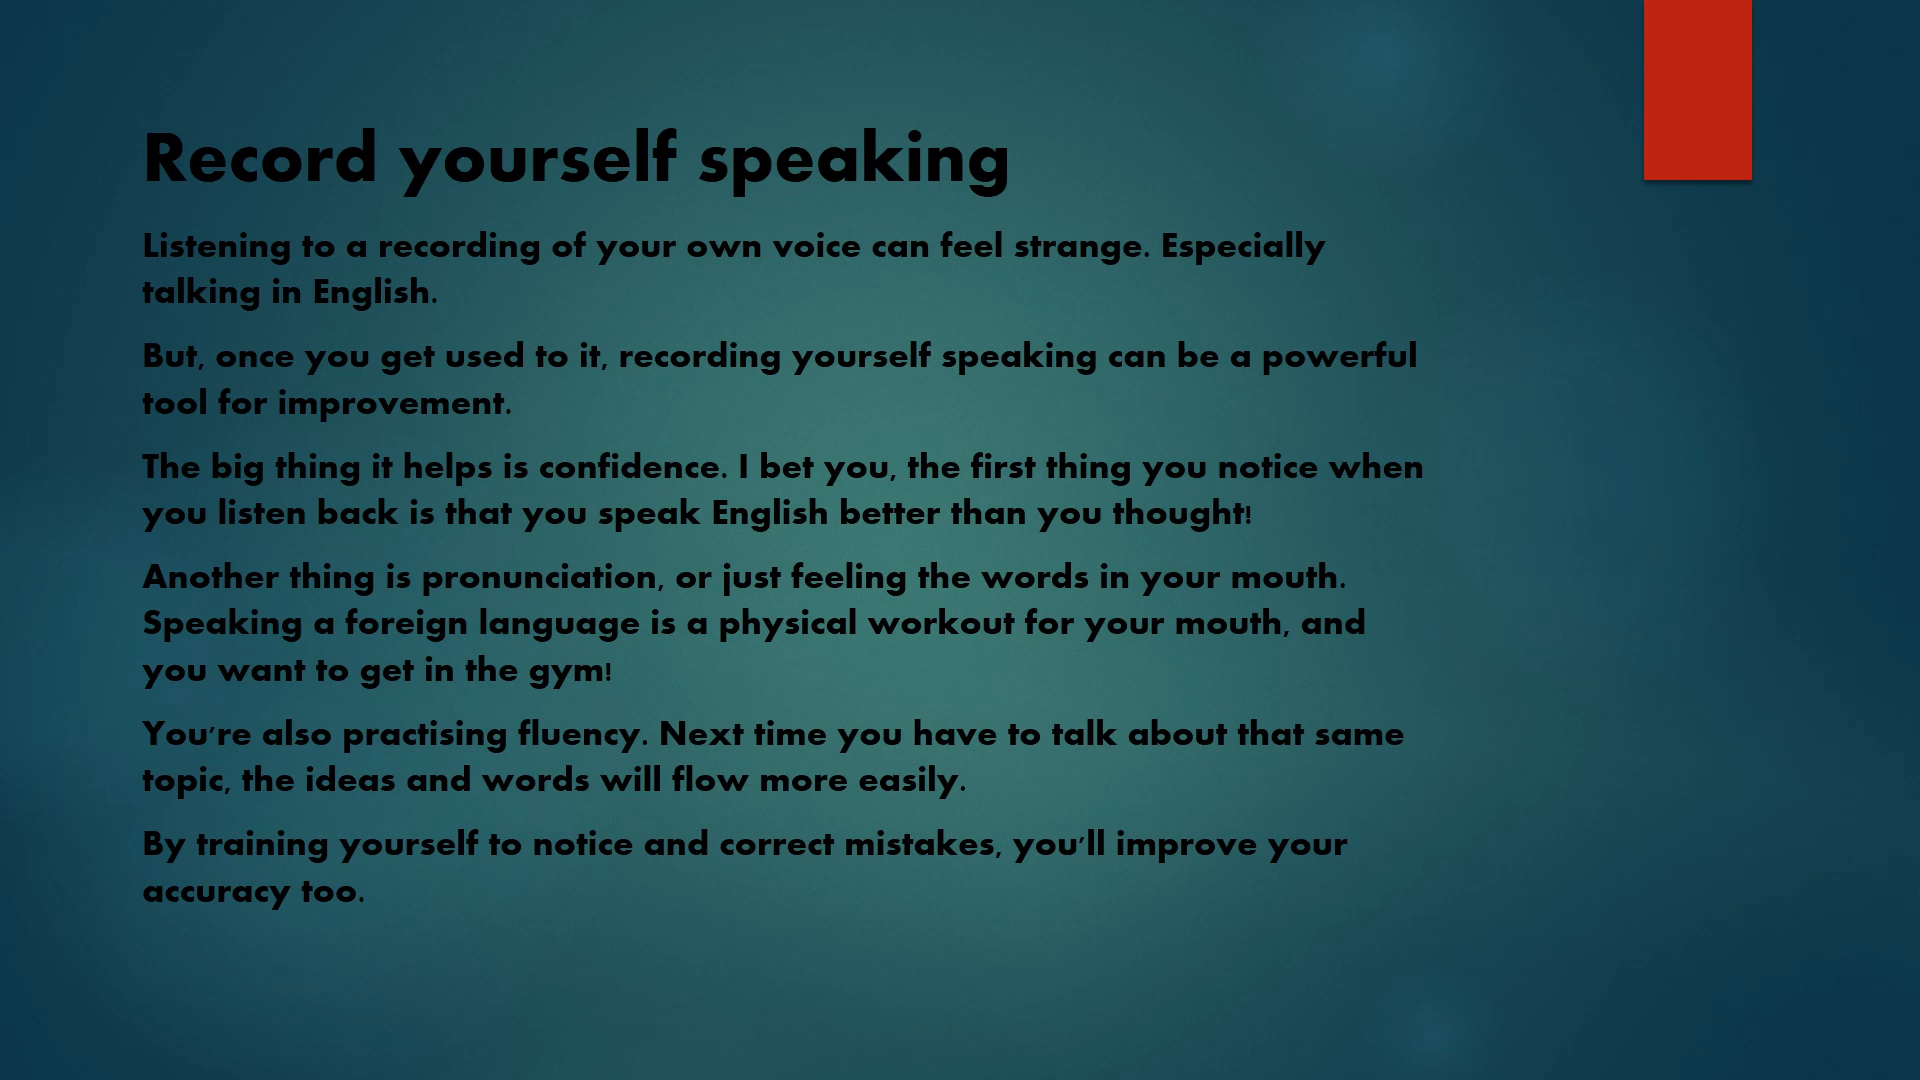 Record yourself speaking
Listening to a recording of your own voice can feel strange. Especially
talking in English.
But, once you get used to it, recording yourself speaking can be a powerful
tool for improvement.
The big thing it helps is confidence. I bet you, the first thing you notice when
you listen back is that you speak English better than you thought!
Another thing is pronunciation, or just feeling the words in your mouth.
Speaking a foreign language is a physical workout for your mouth, and
you want to get in the gym!
You're also practising fluency. Next time you have to talk about that same
topic, the ideas and words will flow more easily.
By training yourself to notice and correct mistakes, you'll improve your
accuracy too.